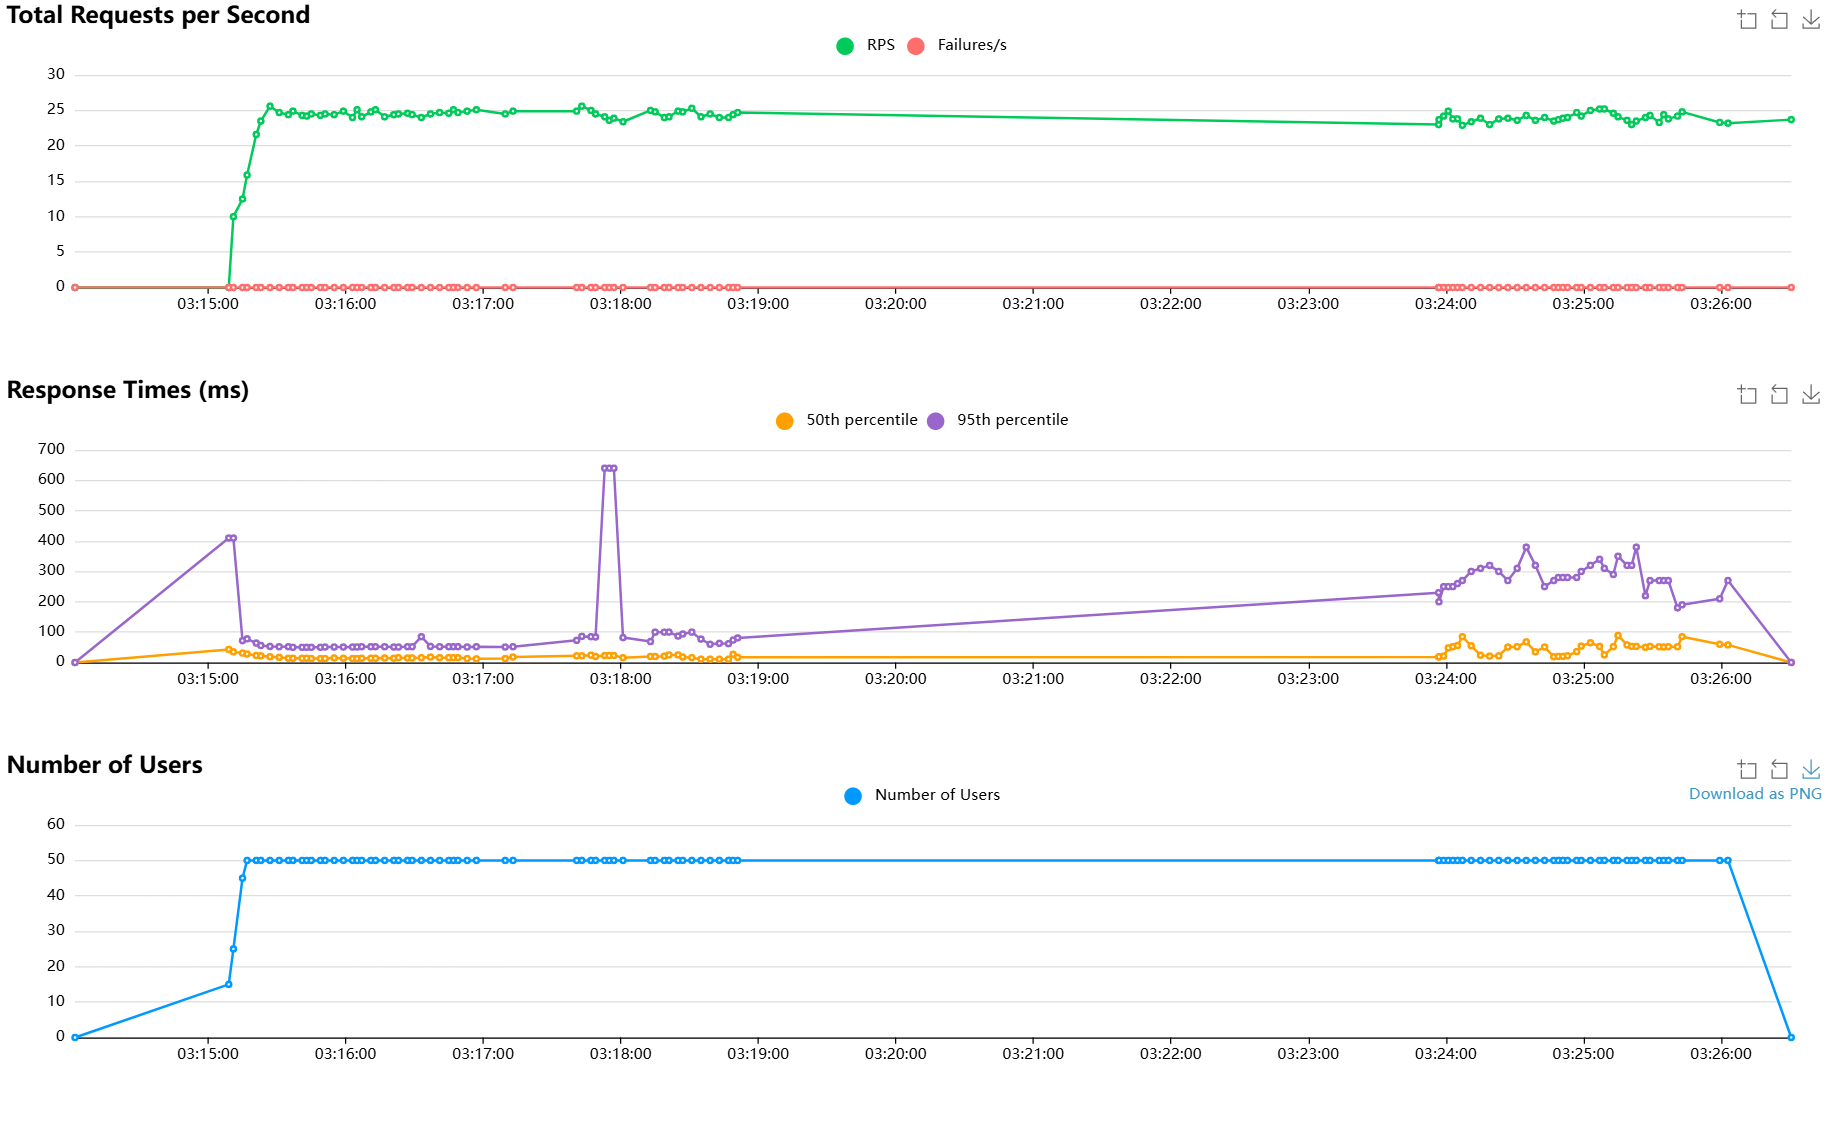 Total Requests per Second
RPS Failures/s
30
25
20
15
10
5
0
03:15:00 03:16:00 03:17:00 03:18:00 03:19:00 03:20:00 03:21:00 03:22:00 03:23:00 03:24:00 03:25:00 03:26:00
Response Times (ms)
50th percentile 95th percentile
700
600
500
400
300
200
100
0
03:15:00 03:16:00 03:17:00 03:18:00 03:19:00 03:20:00 03:21:00 03:22:00 03:23:00 03:24:00 03:25:00 03:26:00
Number of Users
Number of Users
Download as PNG
60
50
40
30
20
10
0
03:15:00 03:16:00 03:17:00 03:18:00 03:19:00 03:20:00 03:21:00 03:22:00 03:23:00 03:24:00 03:25:00 03:26:00